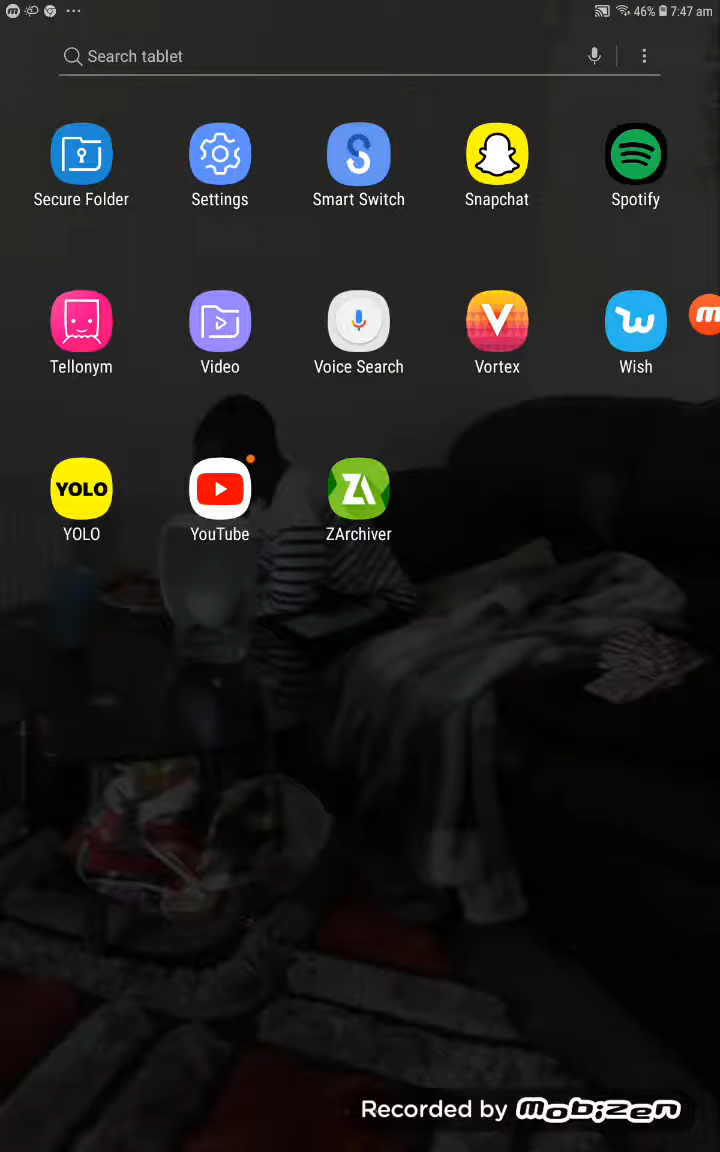 46% 7:47 am
Search tablet
Secure Folder Settings Smart Switch Snapchat Spotify
Tellonym Video Voice Search Vortex Wish
YOLO
YOLO YouTube ZArchiver
Recorded by mobizen